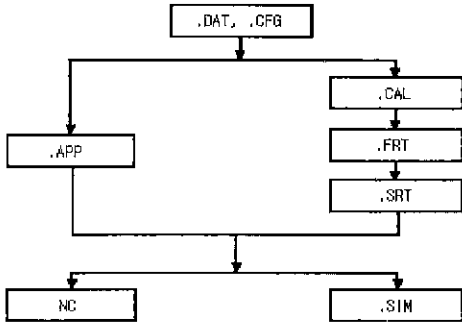 .DAT, .CFG
.CAL
.APP
.FRT
.SRT
NC
.SIM